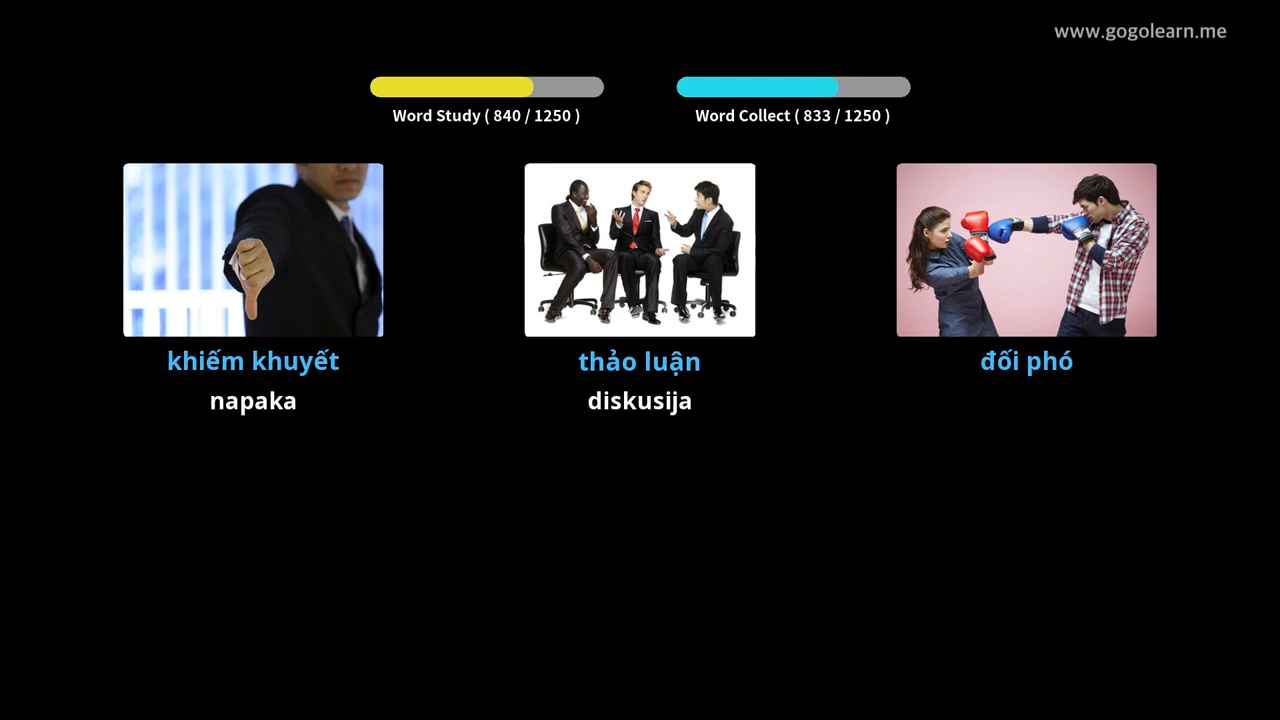 www.gogolearn.me
Word Study ( 840 / 1250 )
Word Collect ( 833 / 1250 )
khiếm khuyết
thảo luận
đối phó
napaka
diskusija